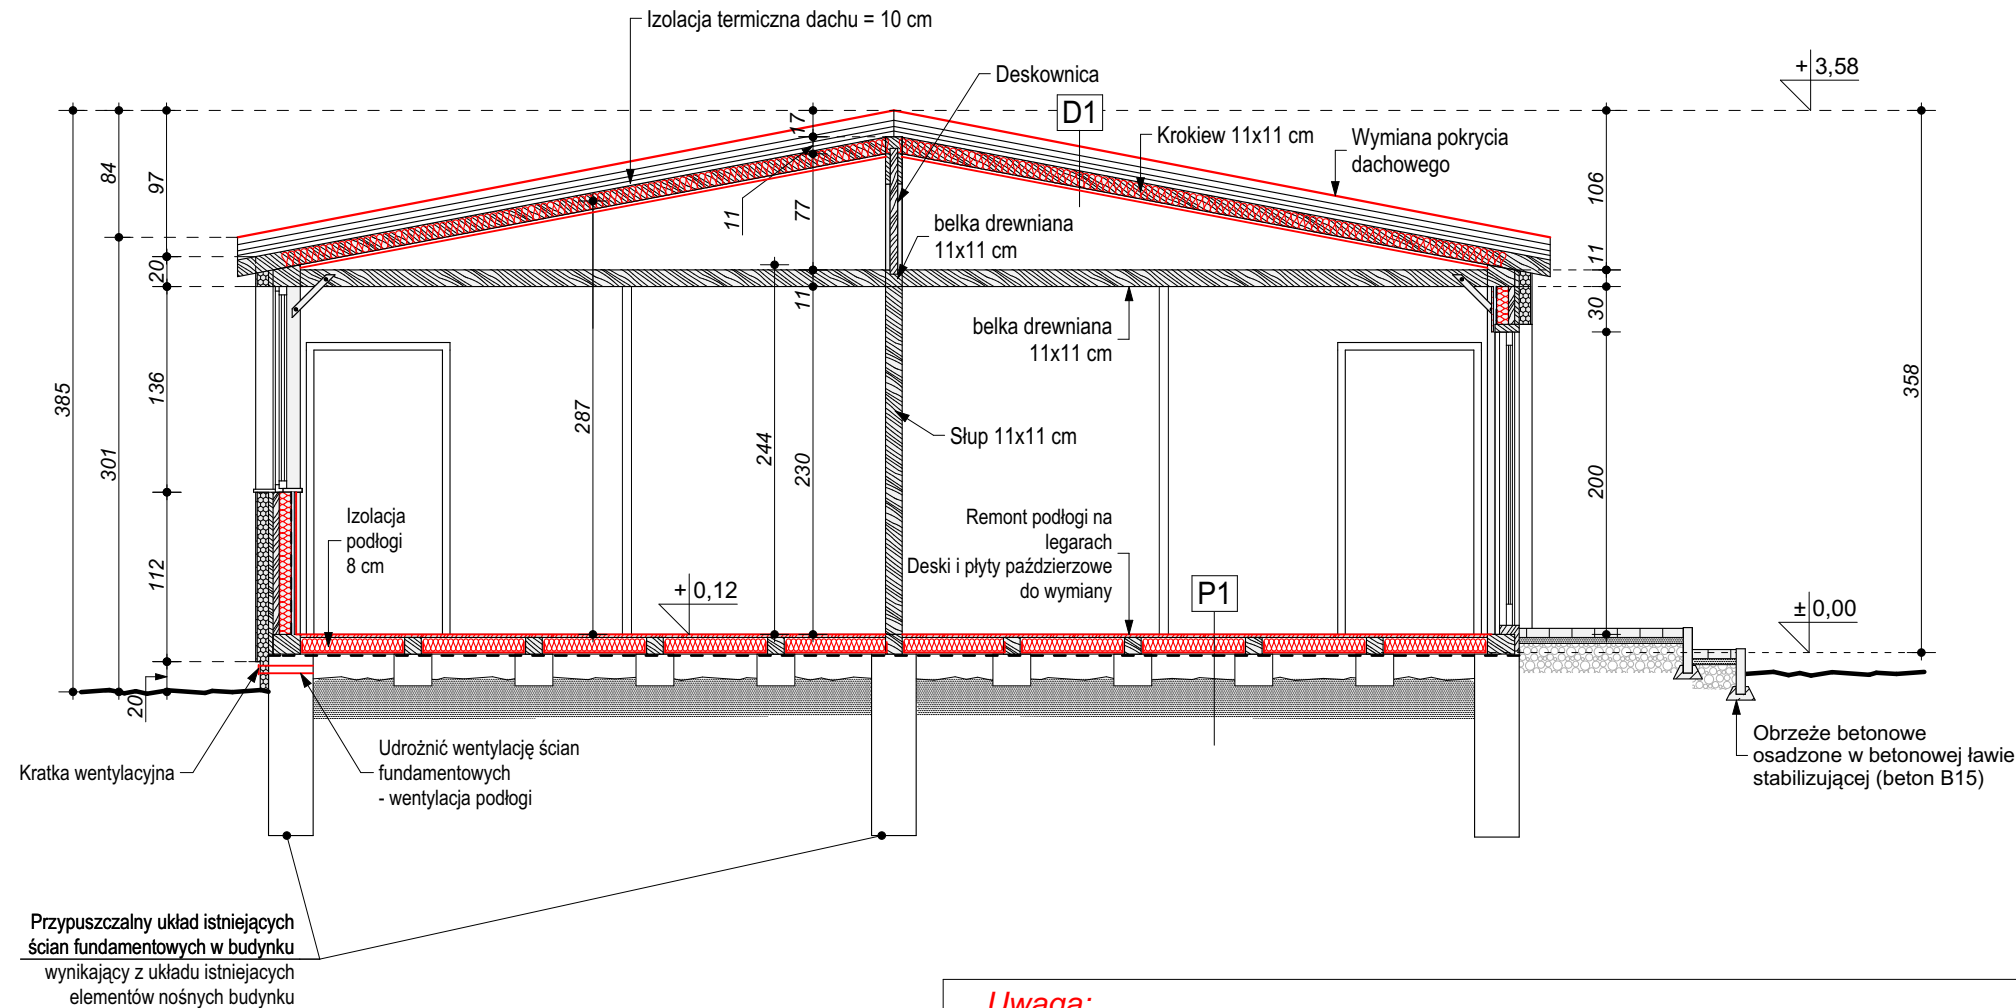 Izolacja termiczna dachu = 10 cm
Deskownica
+ 3,58
D1
Krokiew 11x11 cm
Wymiana pokrycia
dachowego
17
84
97
106
11
77
belka drewniana
11x11 cm
11
20
11
30
belka drewniana
11x11 cm
385
136
301
287
244
230
358
Słup 11x11 cm
200
Izolacja
podłogi
8 cm
Remont podłogi na
legarach
Deski i płyty paździerzowe
do wymiany
112
+ 0,12
P1
± 0,00
20
Kratka wentylacyjna
Udrożnić wentylację ścian
fundamentowych
- wentylacja podłogi
Obrzeże betonowe
osadzone w betonowej ławie
stabilizującej (beton B15)
Przypuszczalny układ istniejących
ścian fundamentowych w budynku
wynikający z układu istniejacych
elementów nośnych budynku
Uwaga: